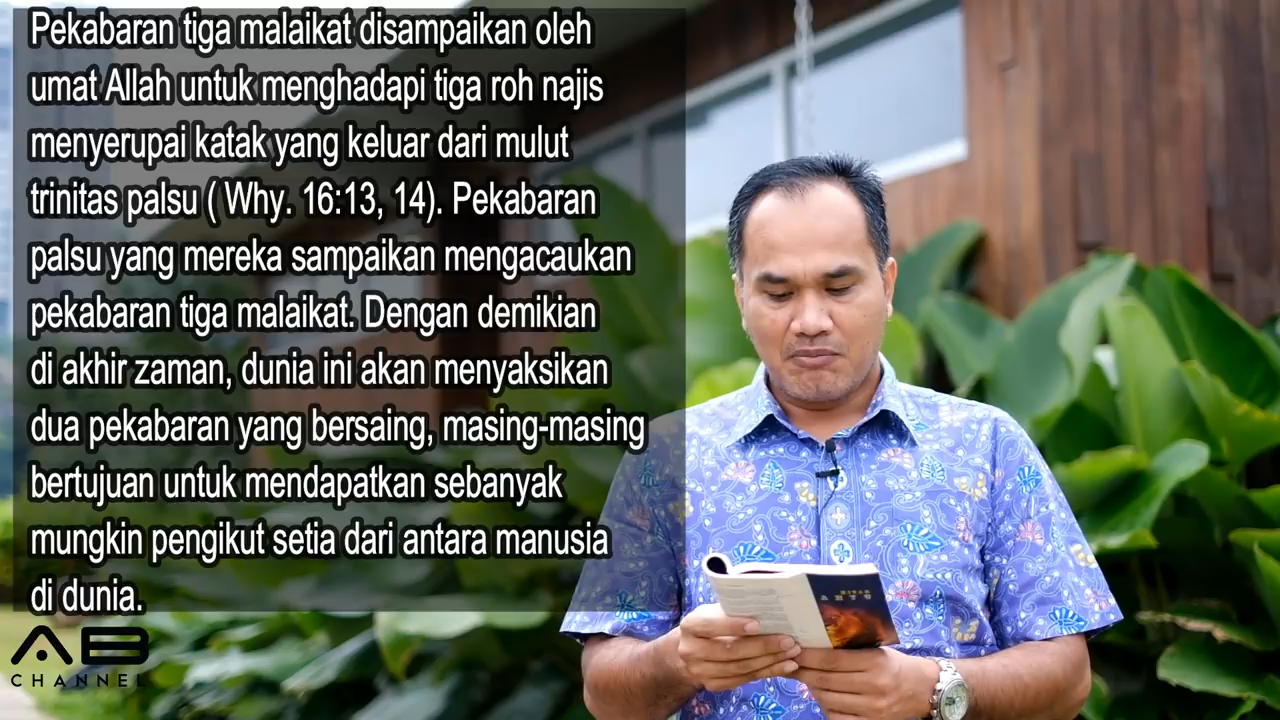 Pekabaran tiga malaikat disampaikan oleh
umat Allah untuk menghadapi tiga roh najis
menyerupai katak yang keluar dari mulut
trinitas palsu ( Why. 16:13, 14). Pekabaran
palsu yang mereka sampaikan mengacaukan
pekabaran tiga malaikat. Dengan demikian
di akhir zaman, dunia ini akan menyaksikan
dua pekabaran yang bersaing, masing-masing
bertujuan untuk mendapatkan sebanyak
mungkin pengikut setia dari antara manusia
di dunia.
AB
CHANNEL